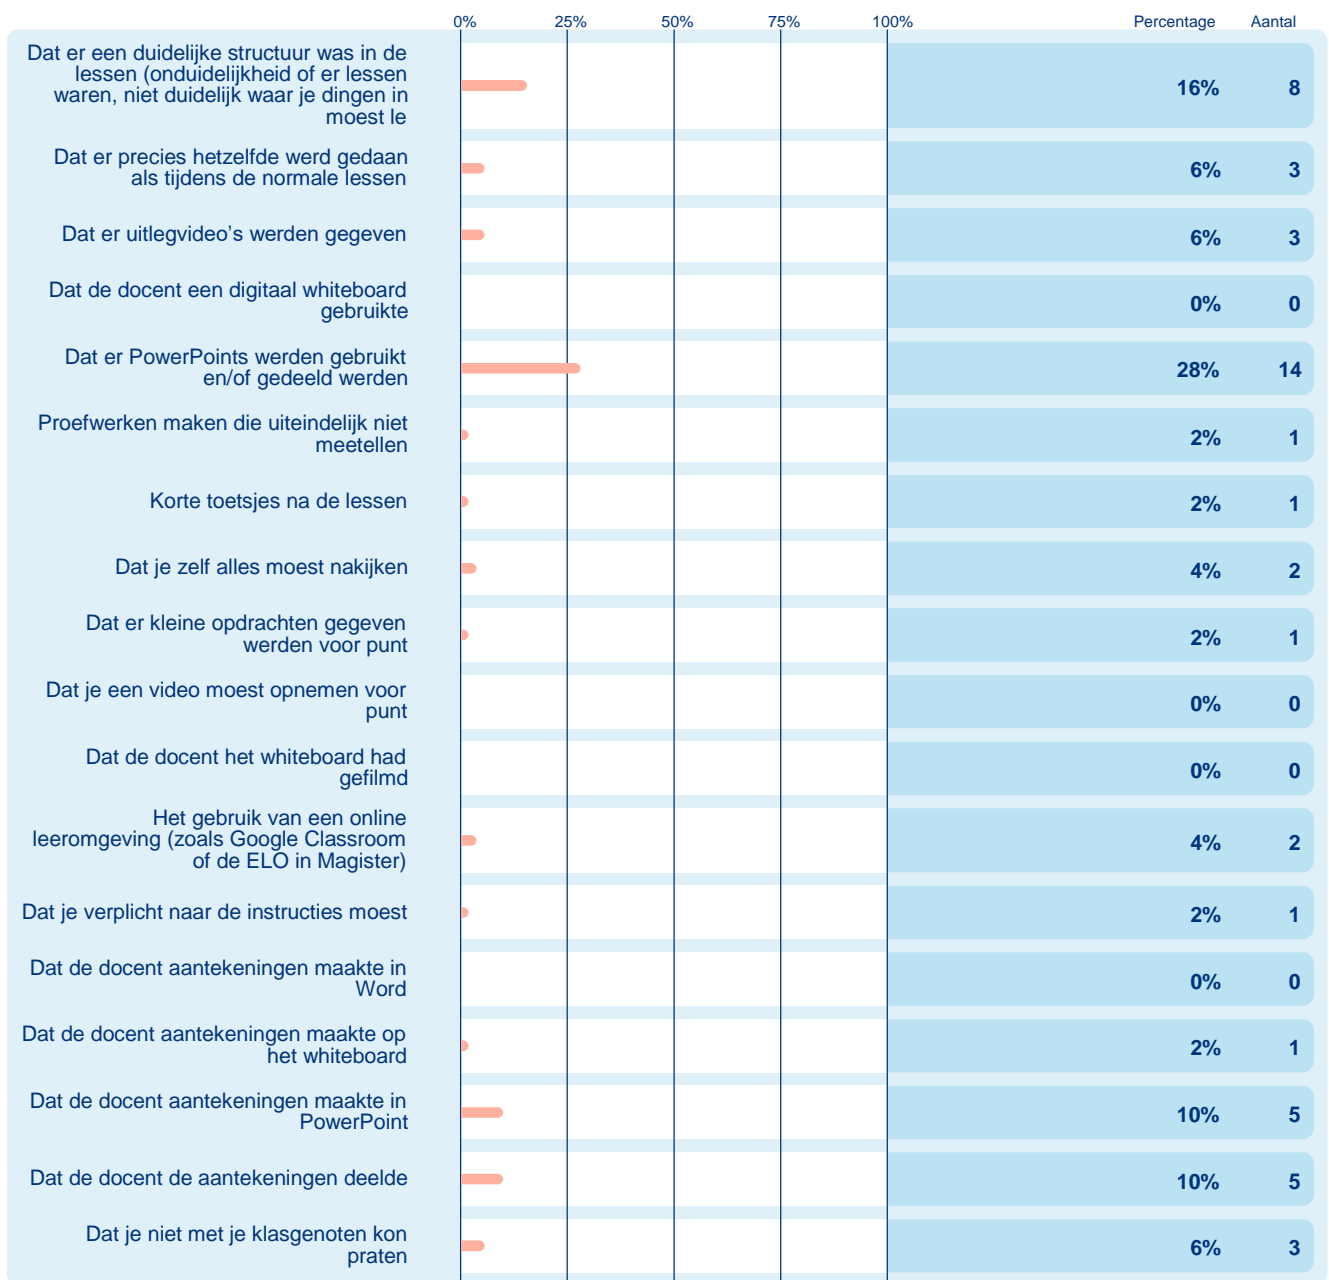 0% 25% 50% 75% 100% Percentage Aantal
Dat er een duidelijke structuur was in de
lessen (onduidelijkheid of er lessen
waren, niet duidelijk waar je dingen in
moest le
16% 8
Dat er precies hetzelfde werd gedaan
als tijdens de normale lessen
6% 3
Dat er uitlegvideo’s werden gegeven
6% 3
Dat de docent een digitaal whiteboard
gebruikte
0% 0
Dat er PowerPoints werden gebruikt
en/of gedeeld werden
28% 14
Proefwerken maken die uiteindelijk niet
meetellen
2% 1
Korte toetsjes na de lessen
2% 1
Dat je zelf alles moest nakijken
4% 2
Dat er kleine opdrachten gegeven
werden voor punt
2% 1
Dat je een video moest opnemen voor
punt
0% 0
Dat de docent het whiteboard had
gefilmd
0% 0
Het gebruik van een online
leeromgeving (zoals Google Classroom
of de ELO in Magister)
4% 2
Dat je verplicht naar de instructies moest
2% 1
Dat de docent aantekeningen maakte in
Word
0% 0
Dat de docent aantekeningen maakte op
het whiteboard
2% 1
Dat de docent aantekeningen maakte in
PowerPoint
10% 5
Dat de docent de aantekeningen deelde
10% 5
Dat je niet met je klasgenoten kon
praten
6% 3